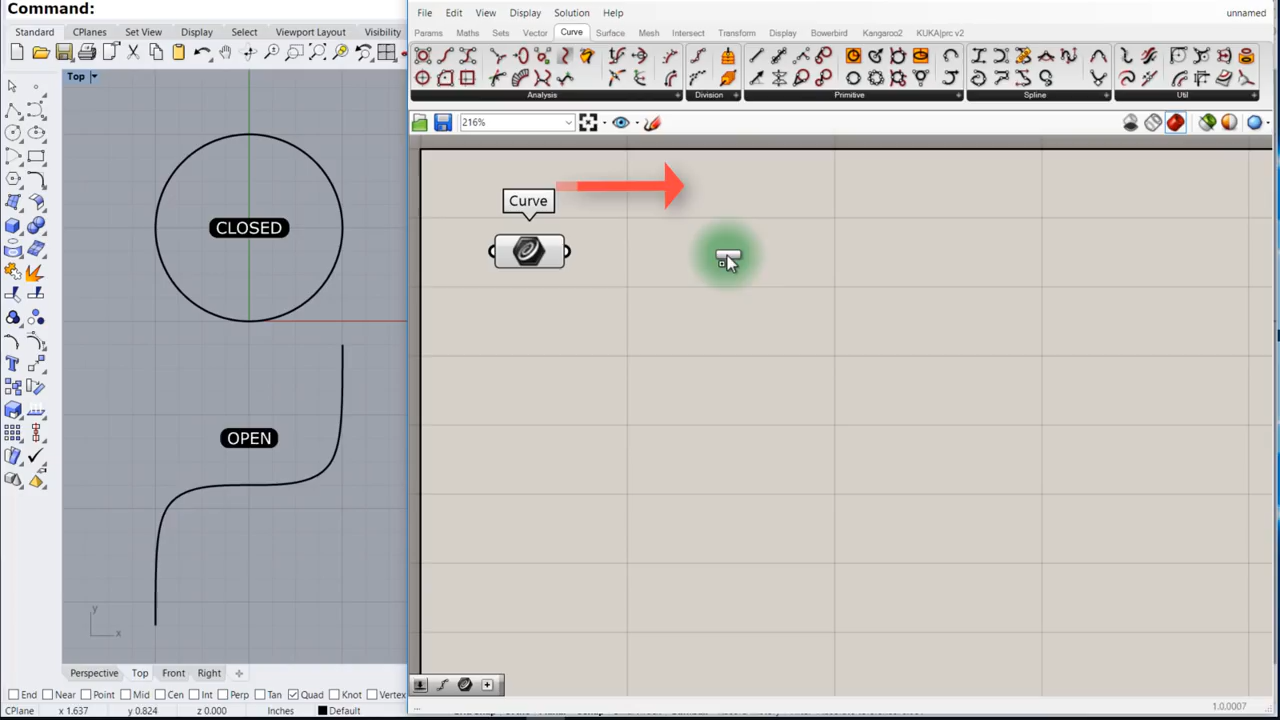 Command:
Standard CPlanes Set View Display Select Viewport Layout Visibility
Top
CLOSED
OPEN
y
x
Perspective Top Front Right
End Near Point Mid Cen Int Perp Tan Quad Knot Vertex
CPlane x 1.637 y 0.824 z 0.000 Inches Default
File Edit View Display Solution Help unnamed
Params Maths Sets Vector Curve Surface Mesh Intersect Transform Display Bowerbird Kangaroo2 KUKA|prc v2
Analysis Division Primitive Spline Util
216%
Curve
...
1.0.0007